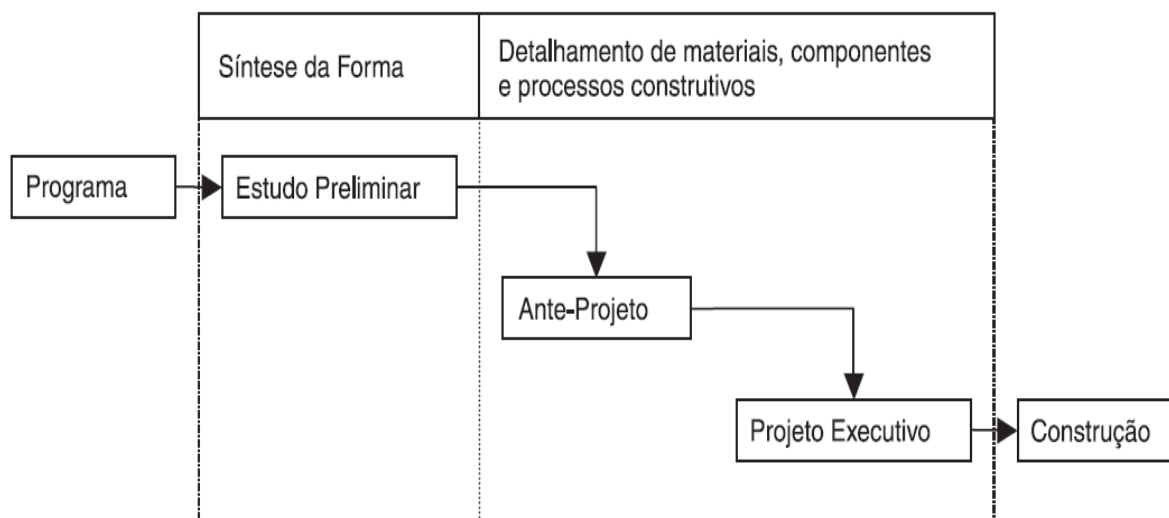 Síntese da Forma
Detalhamento de materiais, componentes
e processos construtivos
Programa
Estudo Preliminar
Ante-Projeto
Projeto Executivo
Construção